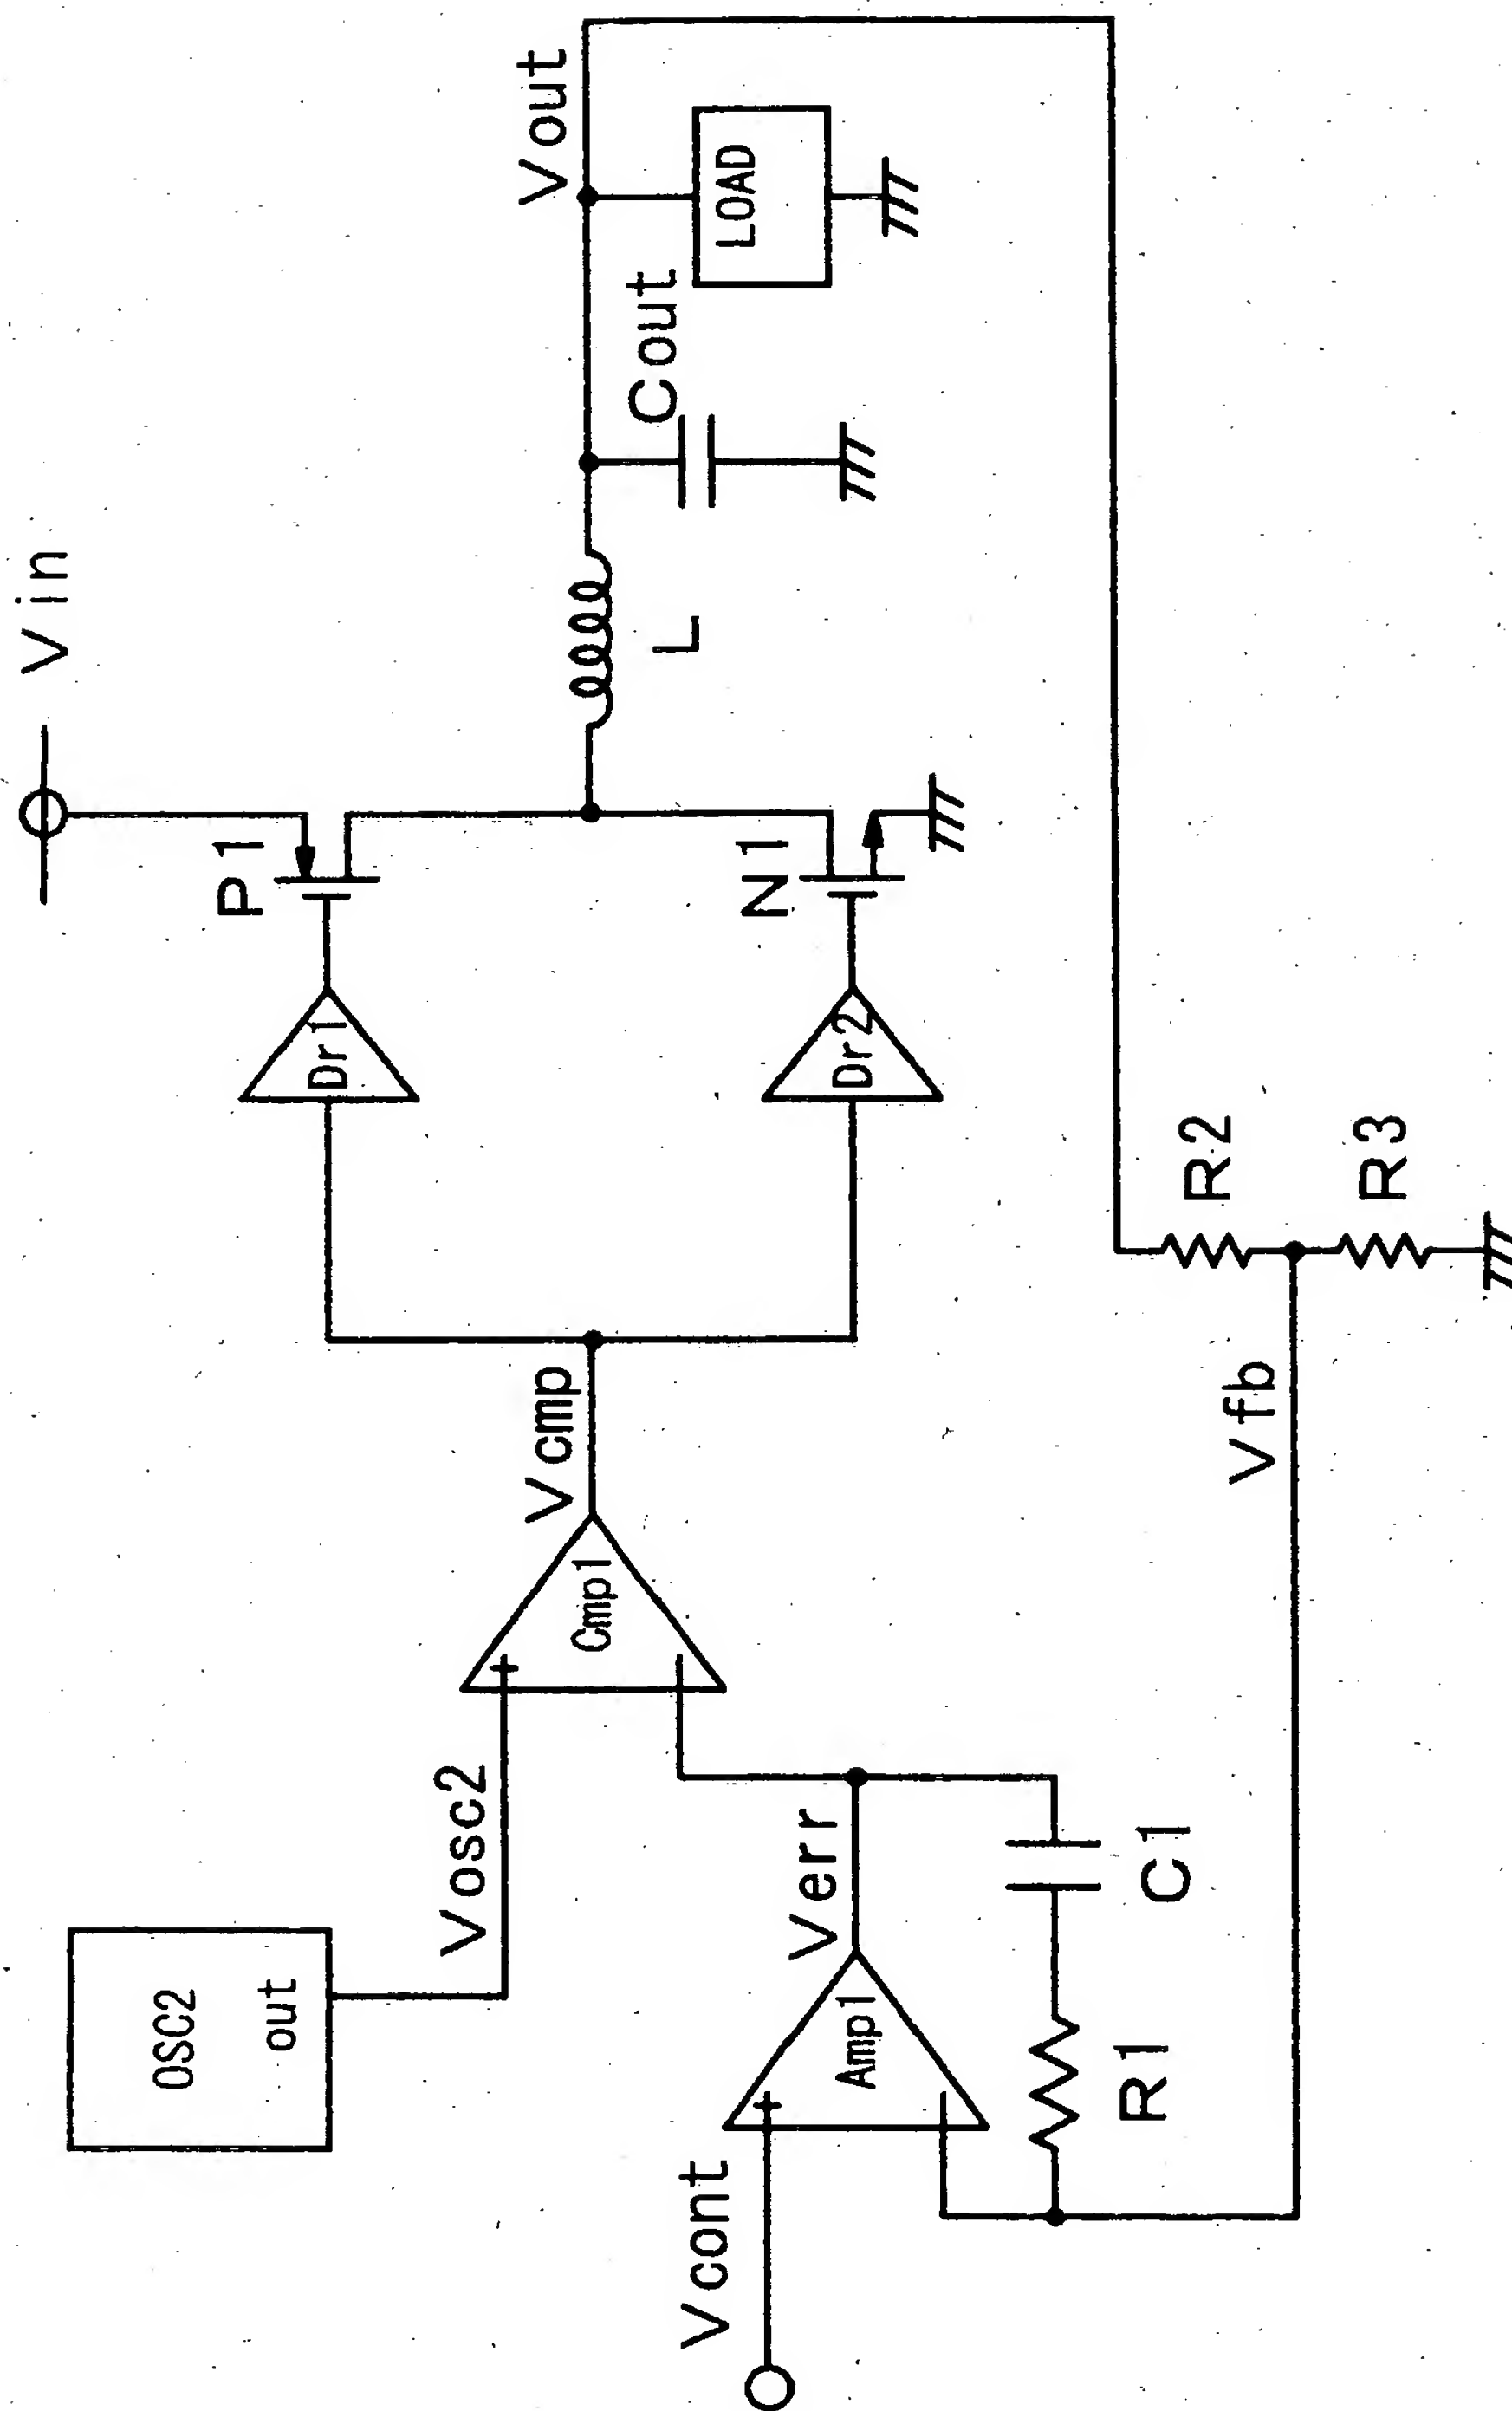 Vin
P1
Dr1
OSC2
out
Vosc2
Cmp1
+
Vcmp
L
Cout
Vout
LOAD
N1
Dr2
Vcont
+
Amp1
Verr
R1
C1
Vfb
R2
R3